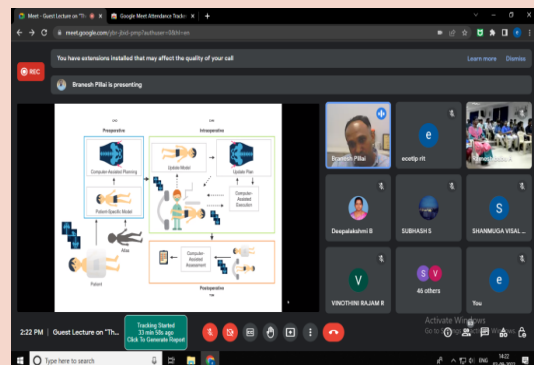 Meet - Guest Lecture on "Th...
Google Meet Attendance Trackin
meet.google.com/
You have extensions installed that may affect the quality of your call
Learn more
Dismiss
REC
Branesh Pillai is presenting
Preoperative
Intraoperative
Computer-Assisted Planning
Update Model
Update Plan
Patient-Specific Model
Computer-Assisted Execution
Atlas
Patient
Computer-Assisted Assessment
Postoperative
Branesh Pillai
ecetlp rit
Deepalakshmi B
SUBHASH S
SHANMUGA VISAL ...
VINOTHINI RAJAM R
46 others
You
e
S
V
S V
e
Activate Windows
2:22 PM
Guest Lecture on "Th...
Tracking Started
33 min 58s ago
Click To Generate Report
Type here to search
ENG
14:22